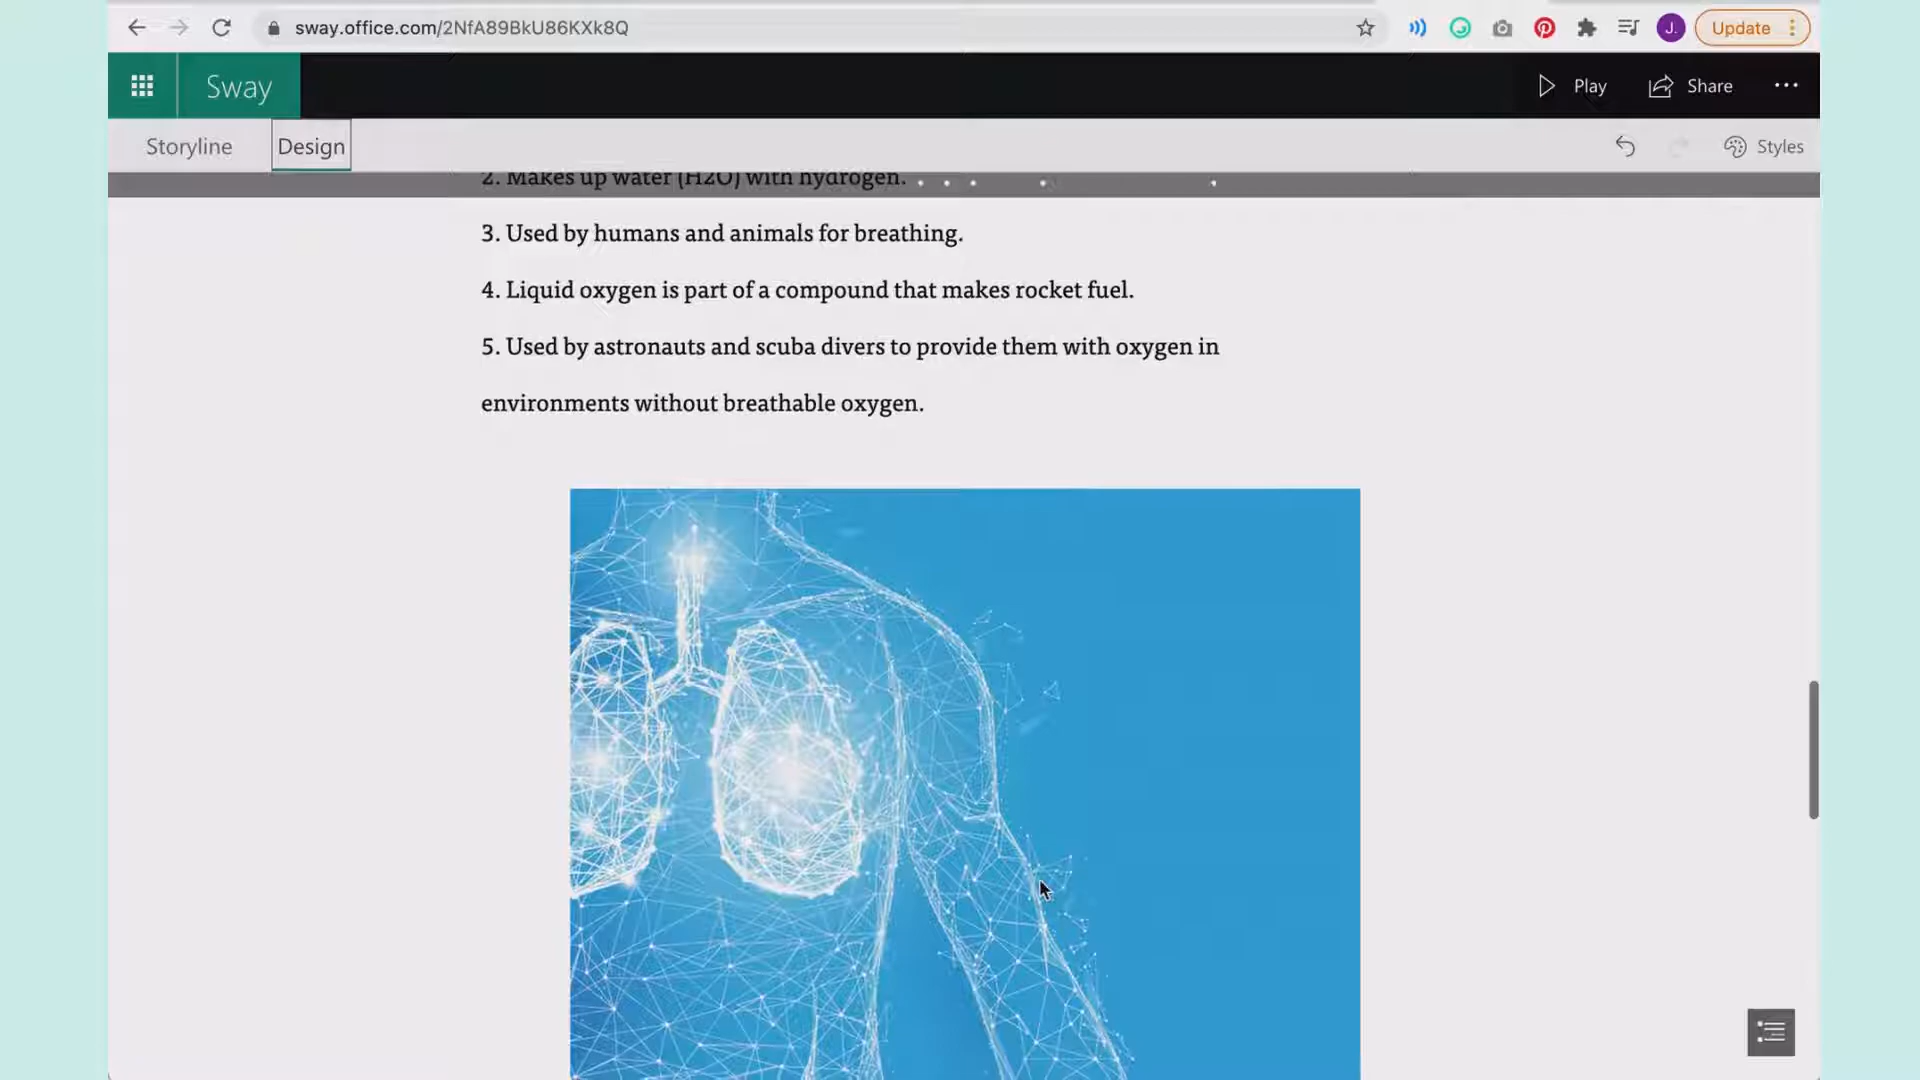 sway.office.com/2NfA89BkU86KXk8Q
J.
Update
Sway
Play
Share
Storyline
Design
Styles
2. Makes up water (H2O) with hydrogen.
3. Used by humans and animals for breathing.
4. Liquid oxygen is part of a compound that makes rocket fuel.
5. Used by astronauts and scuba divers to provide them with oxygen in
environments without breathable oxygen.